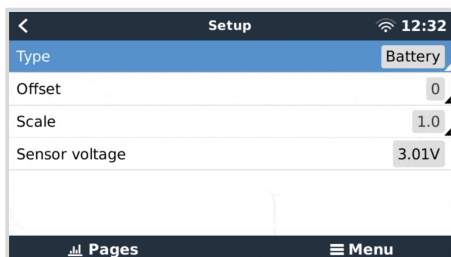 Setup 12:32
Type Battery
Offset 0
Scale 1.0
Sensor voltage 3.01V
Pages Menu